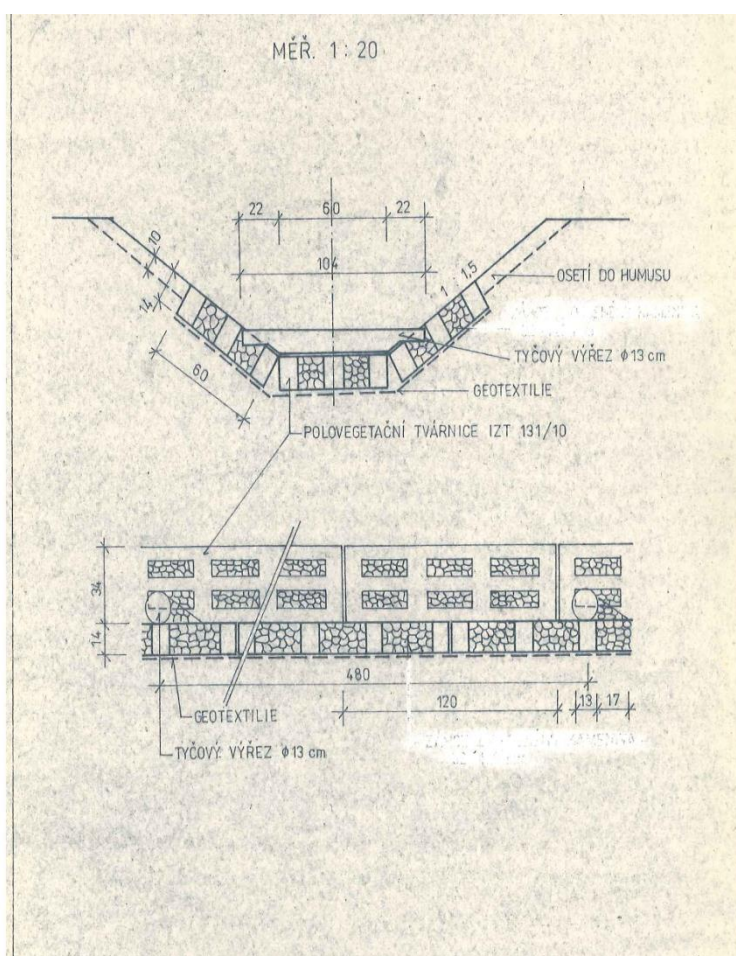 MĚŘ. 1:20
22 60 22
104
10
14
60
1 : 1,5
OSETÍ DO HUMUSU
TYČOVÝ VÝŘEZ ϕ13 cm
GEOTEXTILIE
POLOVEGETAČNÍ TVÁRNICE IZT 131/10
34
14
480
120
13 17
GEOTEXTILIE
TYČOVÝ VÝŘEZ ϕ13 cm